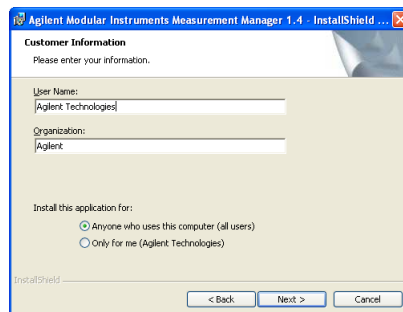 Agilent Modular Instruments Measurement Manager 1.4 - InstallShield ...
Customer Information
Please enter your information.
User Name:
Agilent Technologies
Organization:
Agilent
Install this application for:
Anyone who uses this computer (all users)
Only for me (Agilent Technologies)
InstallShield
< Back Next > Cancel